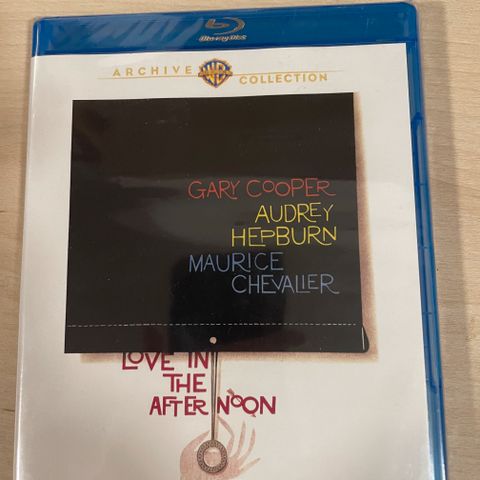 Blu-ray Disc
ARCHIVE WB COLLECTION
GARY COOPER
AUDREY
HEPBURN
MAURICE
CHEVALIER
LOVE IN
THE
AFTERNOON